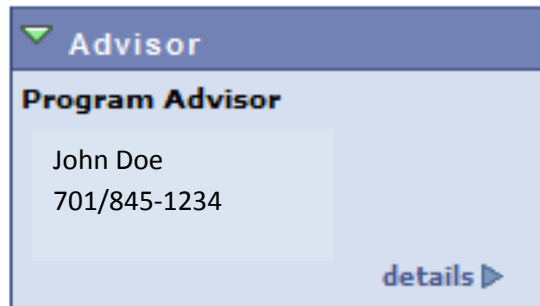 Advisor
Program Advisor
John Doe
701/845-1234
details